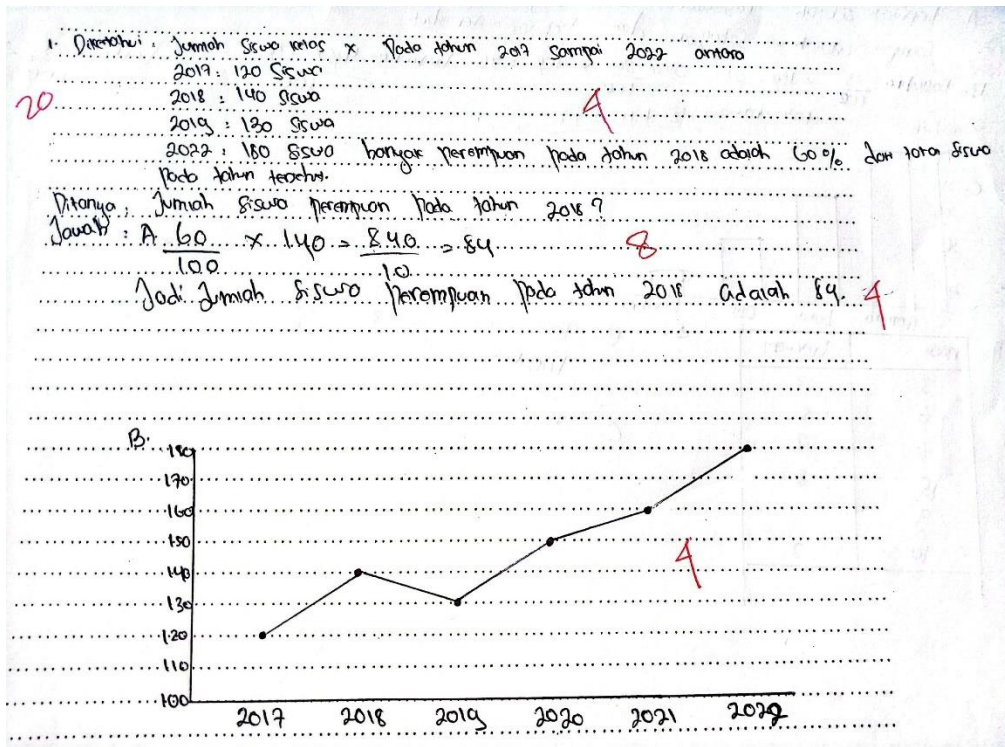 1. Diketahui : Jumlah Siswa kelas x Pada tahun 2017 sampai 2022 antara
2017 : 120 Siswa
20
2018 : 140 Siswa
4
2019 : 130 Siswa
2022 : 180 Siswa banyak perempuan pada tahun 2018 adalah 60% dari total siswa
Pada tahun
Ditanya : Jumlah siswa perempuan Pada tahun 2018 ?
Jawab : A. 60/100 × 140 = 840/10 = 84
8
Jadi Jumlah siswa perempuan pada tahun 2018 adalah 84.
4
B.
180
170
160
150
140
4
130
120
110
100
2017 2018 2019 2020 2021 2022